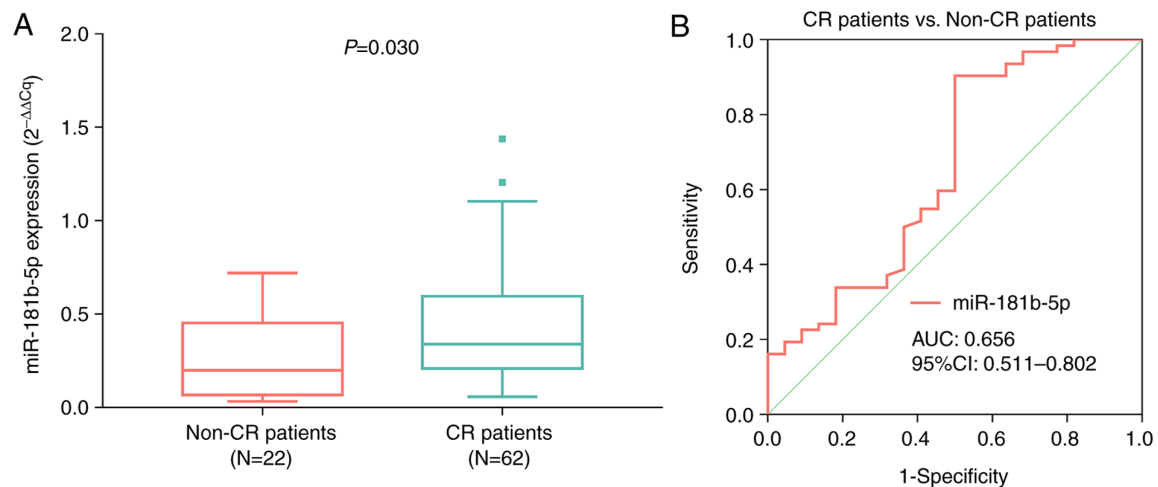 A
miR-181b-5p expression (2⁻ΔΔCq)
2.0
1.5
1.0
0.5
0.0
P=0.030
Non-CR patients
(N=22)
CR patients
(N=62)
B
CR patients vs. Non-CR patients
Sensitivity
1.0
0.8
0.6
0.4
0.2
0.0
miR-181b-5p
AUC: 0.656
95%CI: 0.511–0.802
0.0 0.2 0.4 0.6 0.8 1.0
1-Specificity